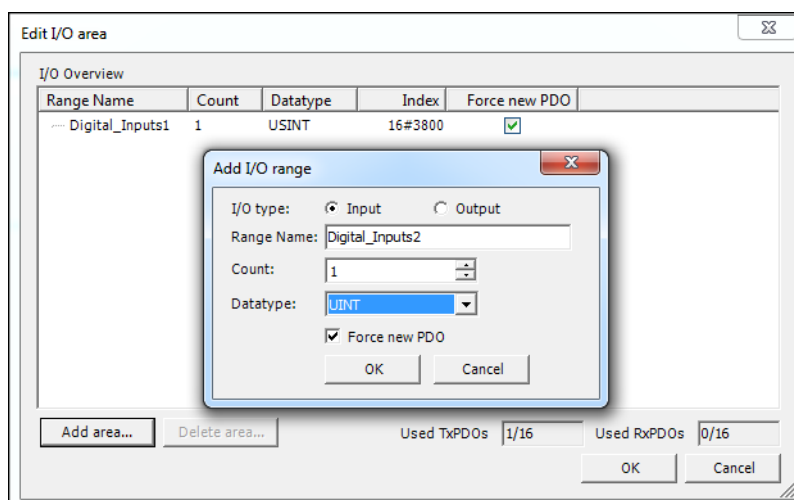 Edit I/O area
I/O Overview
Range Name Count Datatype Index Force new PDO
Digital_Inputs1 1 USINT 16#3800
Add I/O range
I/O type: Input Output
Range Name: Digital_Inputs2
Count: 1
Datatype: UINT
Force new PDO
OK Cancel
Add area... Delete area... Used TxPDOs 1/16 Used RxPDOs 0/16
OK Cancel